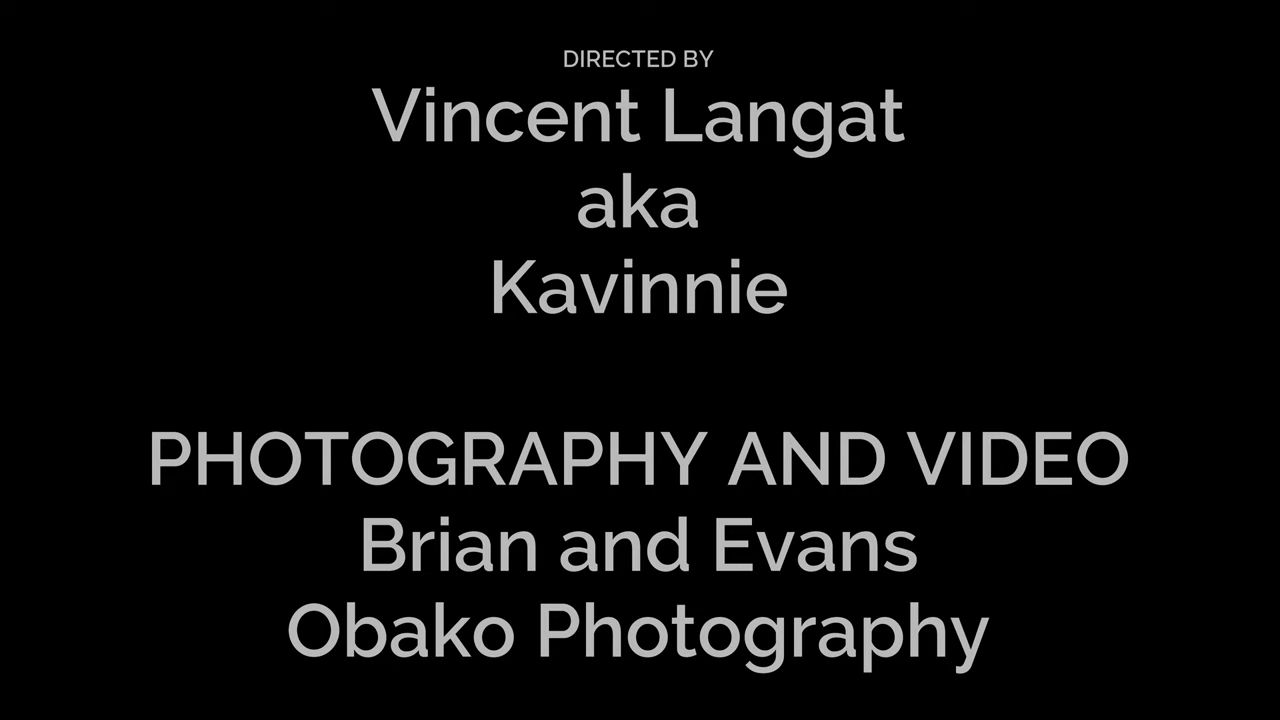 DIRECTED BY
Vincent Langat
aka
Kavinnie
PHOTOGRAPHY AND VIDEO
Brian and Evans
Obako Photography